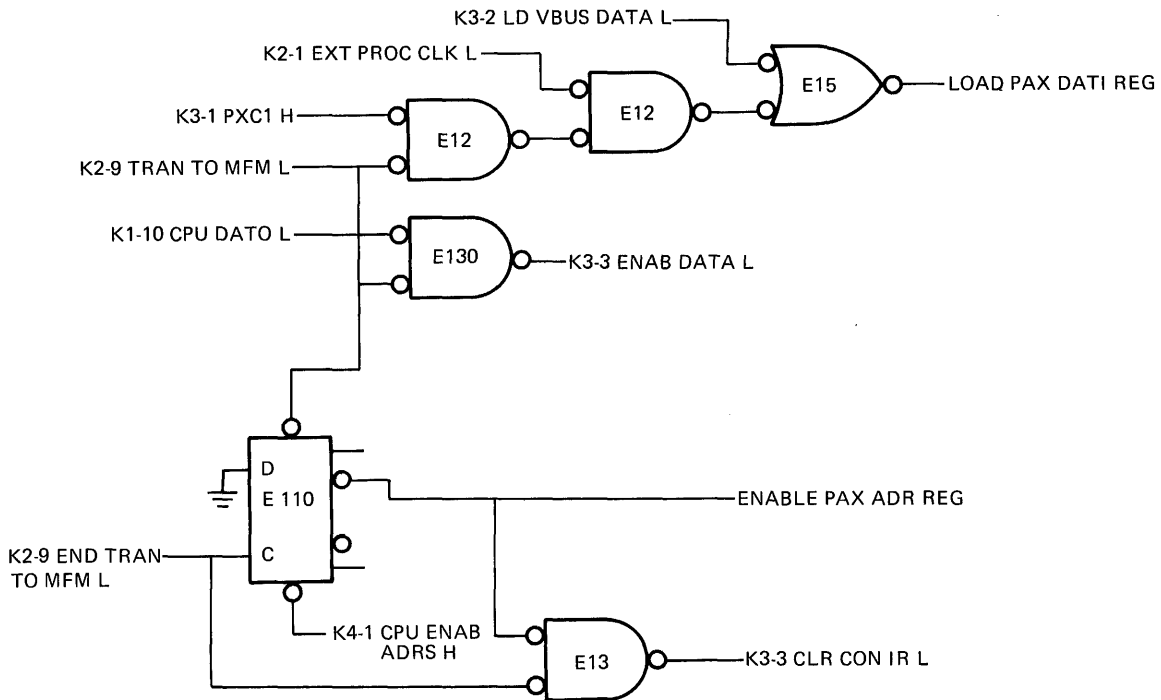 K3-2 LD VBUS DATA L
K2-1 EXT PROC CLK L
E15
LOAD PAX DATI REG
K3-1 PXC1 H
E12
E12
K2-9 TRAN TO MFM L
K1-10 CPU DATO L
E130
K3-3 ENAB DATA L
D
E 110
ENABLE PAX ADR REG
K2-9 END TRAN
TO MFM L
C
K4-1 CPU ENAB
ADRS H
E13
K3-3 CLR CON IR L